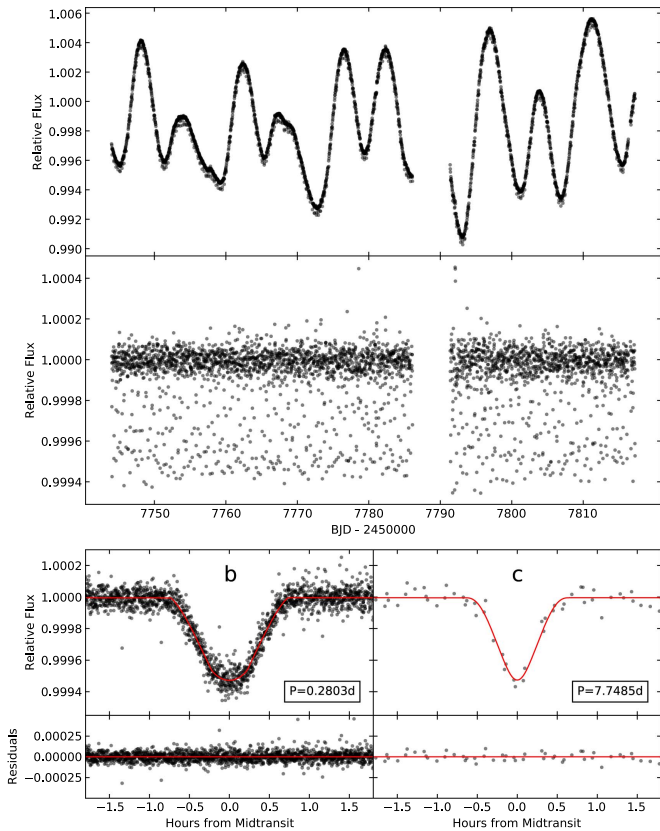 1.006
1.004
1.002
1.000
0.998
0.996
0.994
0.992
0.990
Relative Flux
1.0004
1.0002
1.0000
0.9998
0.9996
0.9994
Relative Flux
7750 7760 7770 7780 7790 7800 7810
BJD - 2450000
1.0002
1.0000
0.9998
0.9996
0.9994
Relative Flux
b
P=0.2803d
c
P=7.7485d
0.00025
0.00000
−0.00025
Residuals
−1.5 −1.0 −0.5 0.0 0.5 1.0 1.5
Hours from Midtransit
−1.5 −1.0 −0.5 0.0 0.5 1.0 1.5
Hours from Midtransit